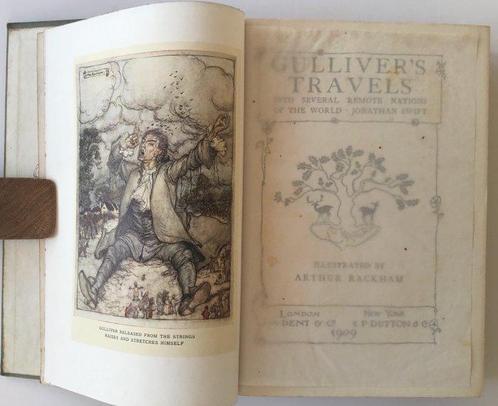 GULLIVER RELEASED FROM THE STRINGS
RAISES AND STRETCHES HIMSELF
GULLIVER'S
TRAVELS
INTO SEVERAL REMOTE NATIONS
OF THE WORLD · JONATHAN SWIFT
ILLUSTRATED BY
ARTHUR RACKHAM
LONDON NEW YORK
DENT & Co E P DUTTON & Co
1909